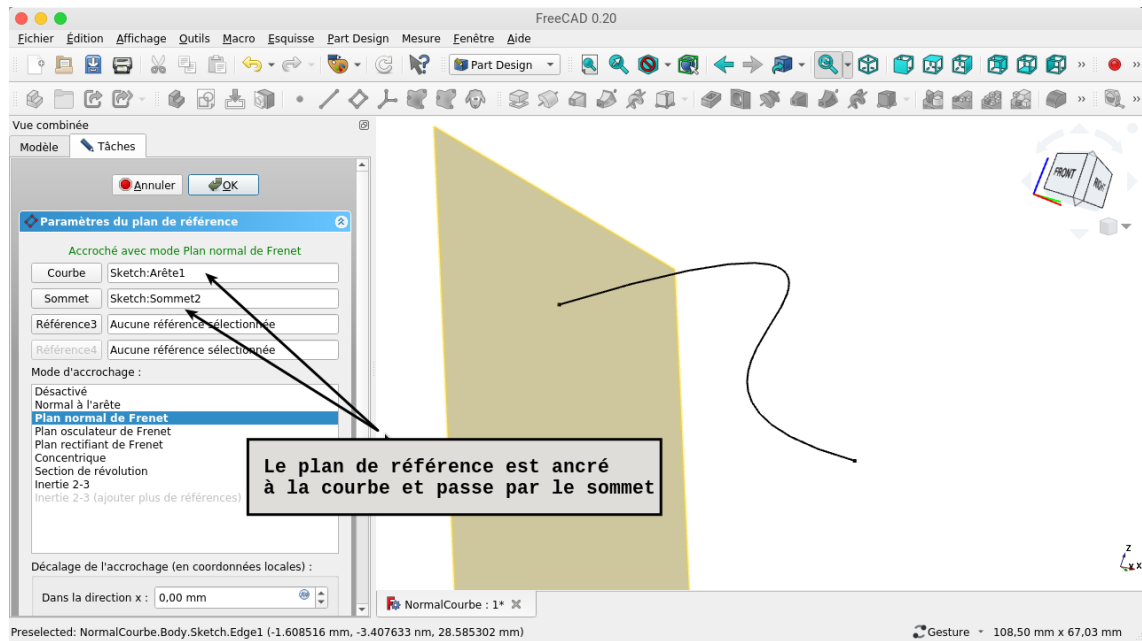 FreeCAD 0.20
Fichier Édition Affichage Outils Macro Esquisse Part Design Mesure Fenêtre Aide
Part Design
»
»
»
»
Vue combinée
Modèle Tâches
Annuler OK
Paramètres du plan de référence
Accroché avec mode Plan normal de Frenet
Courbe Sketch:Arête1
Sommet Sketch:Sommet2
Référence3 Aucune référence sélectionnée
Référence4 Aucune référence sélectionnée
Mode d'accrochage :
Désactivé
Normal à l'arête
Plan normal de Frenet
Plan osculateur de Frenet
Plan rectifiant de Frenet
Concentrique
Section de révolution
Inertie 2-3
Inertie 2-3 (ajouter plus de références)
Le plan de référence est ancré
à la courbe et passe par le sommet
Décalage de l'accrochage (en coordonnées locales) :
Dans la direction x : 0,00 mm
FRONT RIGHT
Z
X
NormalCourbe : 1*
Preselected: NormalCourbe.Body.Sketch.Edge1 (-1.608516 mm, -3.407633 nm, 28.585302 mm)
Gesture 108,50 mm x 67,03 mm